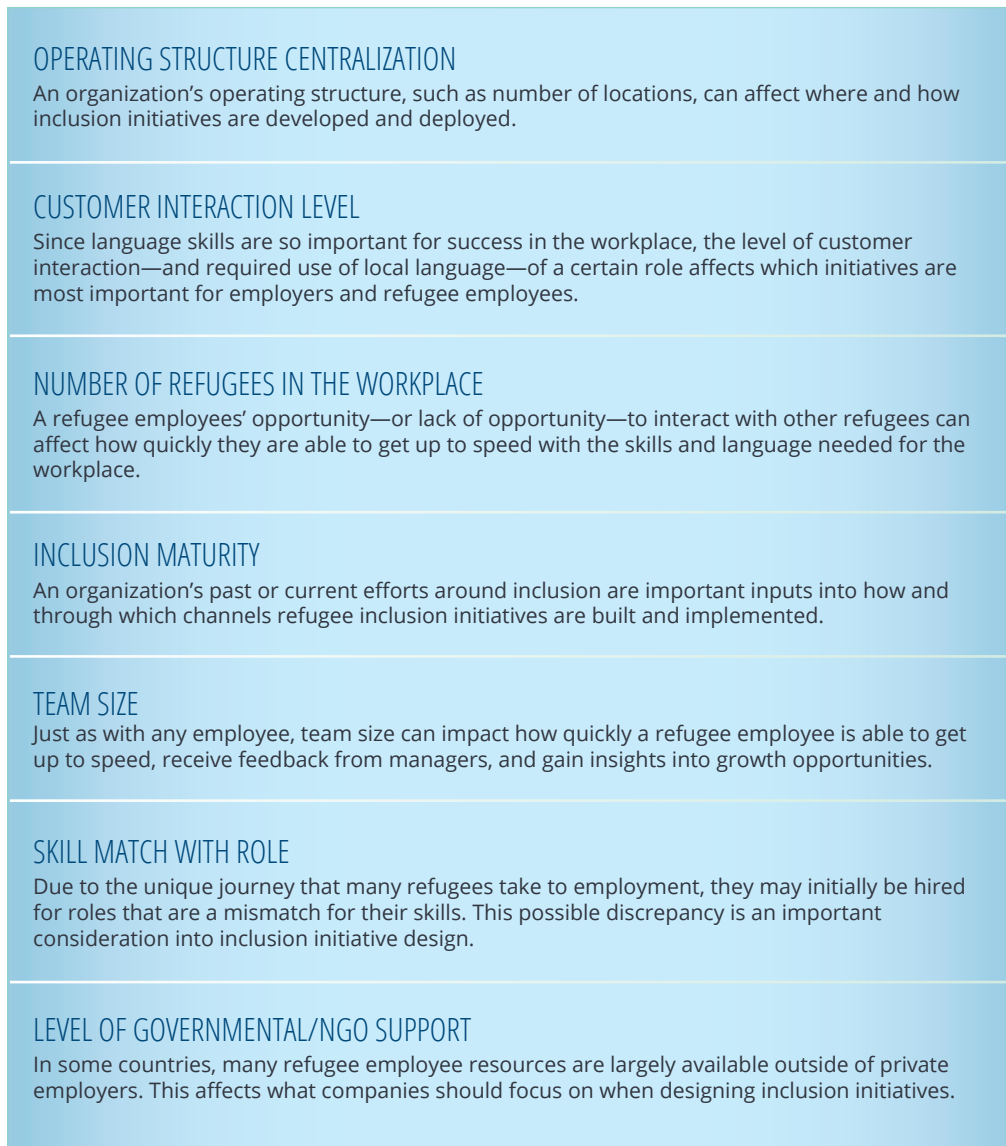 OPERATING STRUCTURE CENTRALIZATION
An organization’s operating structure, such as number of locations, can affect where and how
inclusion initiatives are developed and deployed.
CUSTOMER INTERACTION LEVEL
Since language skills are so important for success in the workplace, the level of customer
interaction—and required use of local language—of a certain role affects which initiatives are
most important for employers and refugee employees.
NUMBER OF REFUGEES IN THE WORKPLACE
A refugee employees’ opportunity—or lack of opportunity—to interact with other refugees can
affect how quickly they are able to get up to speed with the skills and language needed for the
workplace.
INCLUSION MATURITY
An organization’s past or current efforts around inclusion are important inputs into how and
through which channels refugee inclusion initiatives are built and implemented.
TEAM SIZE
Just as with any employee, team size can impact how quickly a refugee employee is able to get
up to speed, receive feedback from managers, and gain insights into growth opportunities.
SKILL MATCH WITH ROLE
Due to the unique journey that many refugees take to employment, they may initially be hired
for roles that are a mismatch for their skills. This possible discrepancy is an important
consideration into inclusion initiative design.
LEVEL OF GOVERNMENTAL/NGO SUPPORT
In some countries, many refugee employee resources are largely available outside of private
employers. This affects what companies should focus on when designing inclusion initiatives.